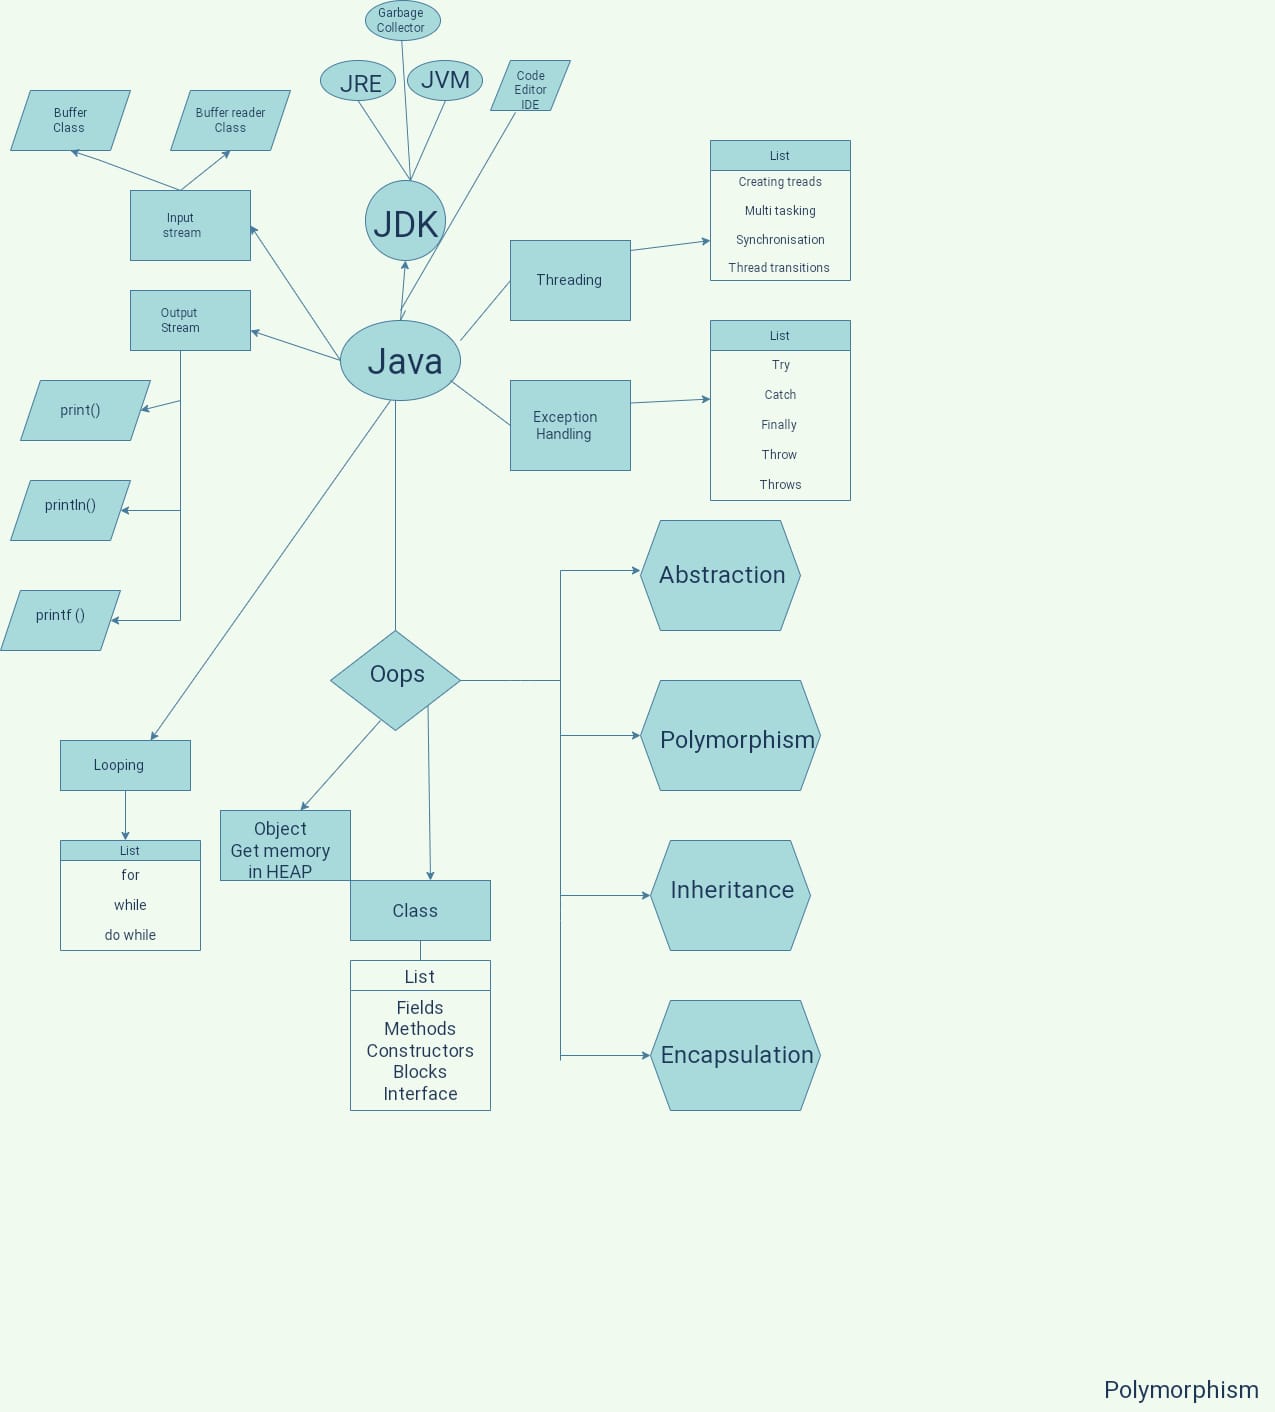 Garbage
Collector
JRE
JVM
Code
Editor
IDE
Buffer
Class
Buffer reader
Class
Input
stream
JDK
List
Creating treads
Multi tasking
Synchronisation
Thread transitions
Threading
Output
Stream
Java
List
Try
Catch
Finally
Throw
Throws
Exception
Handling
print()
println()
printf ()
Abstraction
Oops
Polymorphism
Looping
List
for
while
do while
Object
Get memory
in HEAP
Class
List
Fields
Methods
Constructors
Blocks
Interface
Inheritance
Encapsulation
Polymorphism